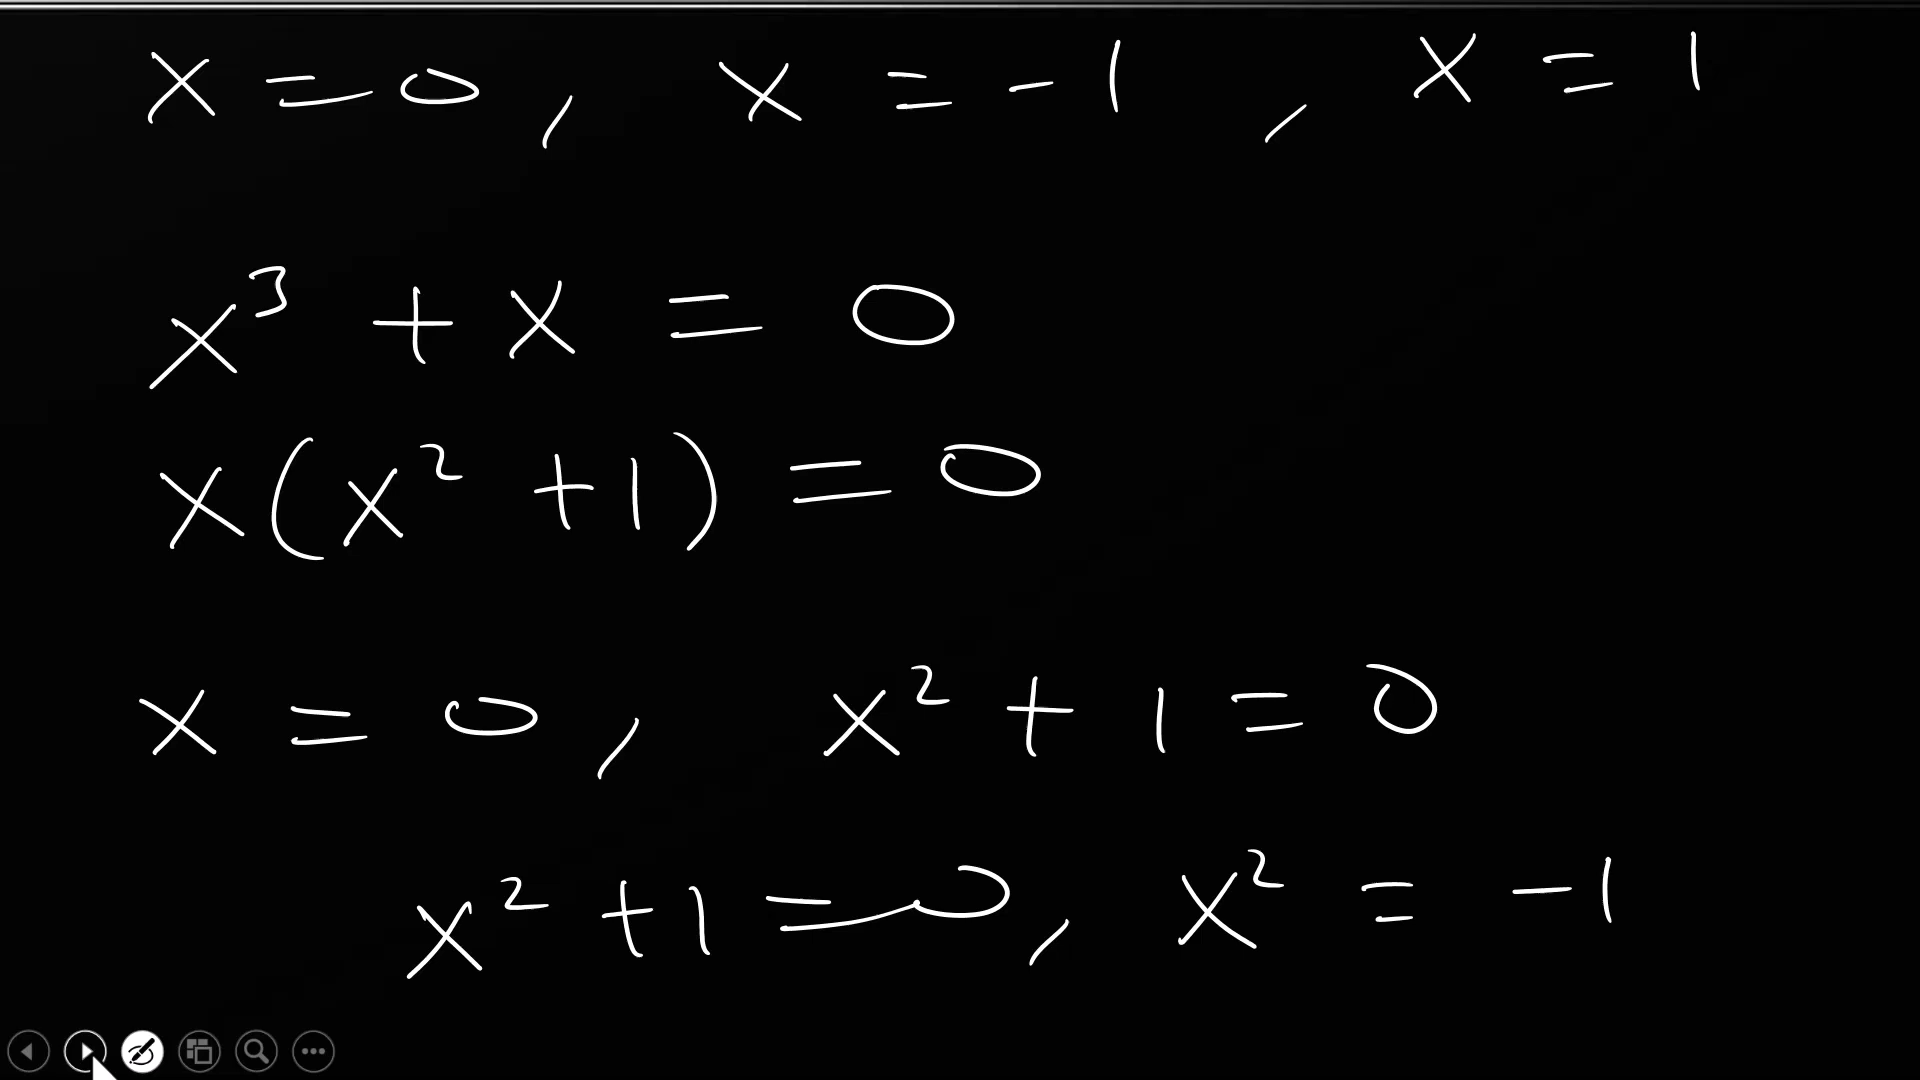 x = 0 , x = -1 , x = 1
x³ + x = 0
x(x² + 1) = 0
x = 0 , x² + 1 = 0
x² + 1 = 0 , x² = -1